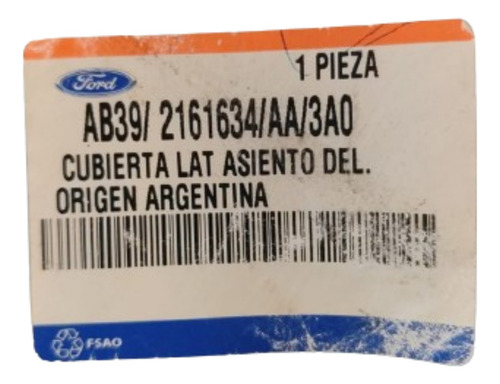 1 PIEZA
Ford
AB39/ 2161634/AA/3A0
CUBIERTA LAT ASIENTO DEL.
ORIGEN ARGENTINA
FSAO